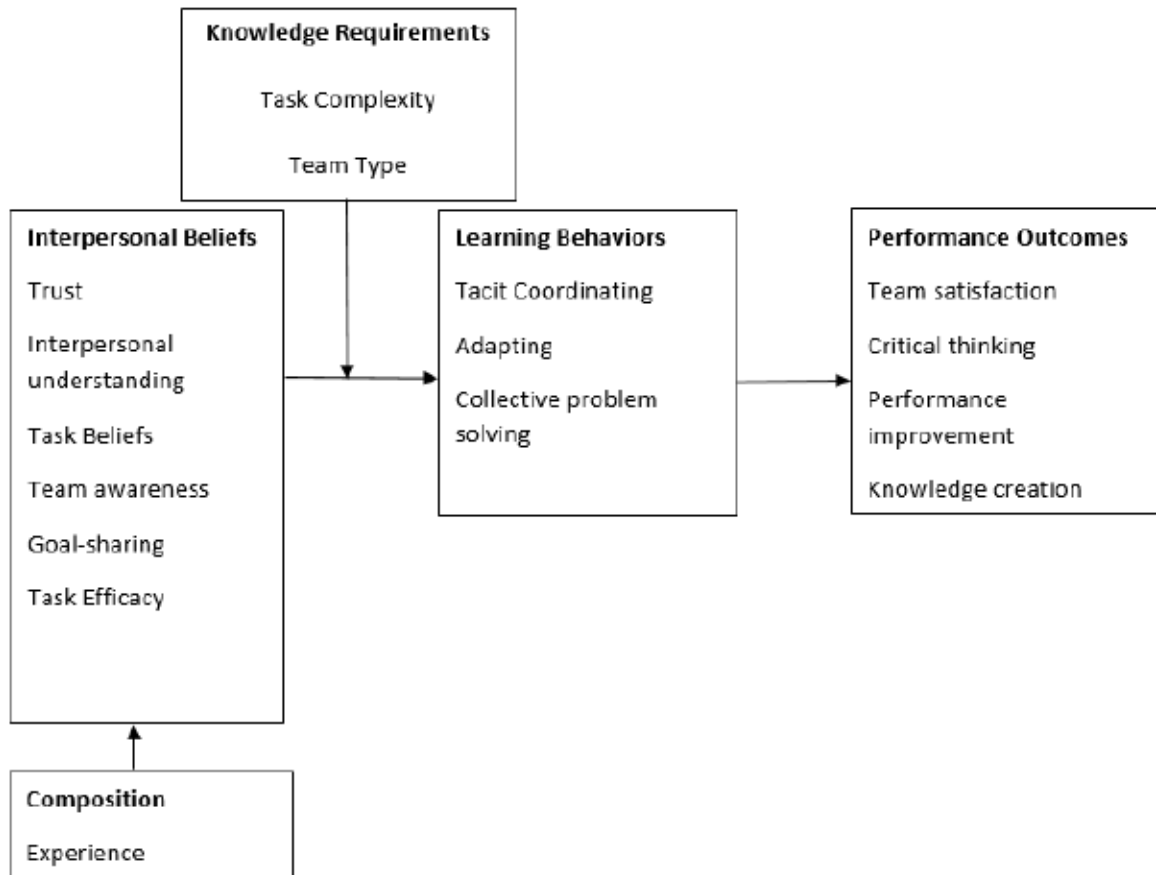 Knowledge Requirements
Task Complexity
Team Type
Interpersonal Beliefs
Trust
Interpersonal
understanding
Task Beliefs
Team awareness
Goal-sharing
Task Efficacy
Learning Behaviors
Tacit Coordinating
Adapting
Collective problem
solving
Performance Outcomes
Team satisfaction
Critical thinking
Performance
improvement
Knowledge creation
Composition
Experience